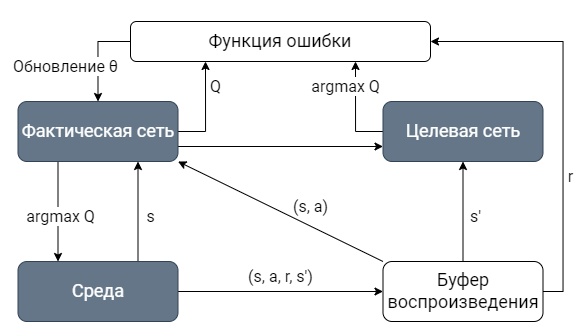 Функция ошибки
Обновление θ
Q
argmax Q
Фактическая сеть
Целевая сеть
r
(s, a)
argmax Q
s
s'
(s, a, r, s')
Среда
Буфер
воспроизведения